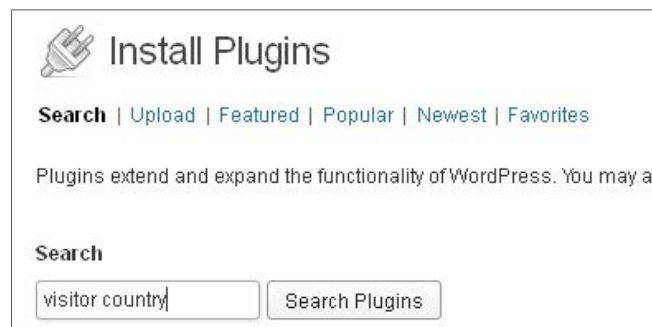 Install Plugins
Search | Upload | Featured | Popular | Newest | Favorites
Plugins extend and expand the functionality of WordPress. You may a
Search
visitor country Search Plugins